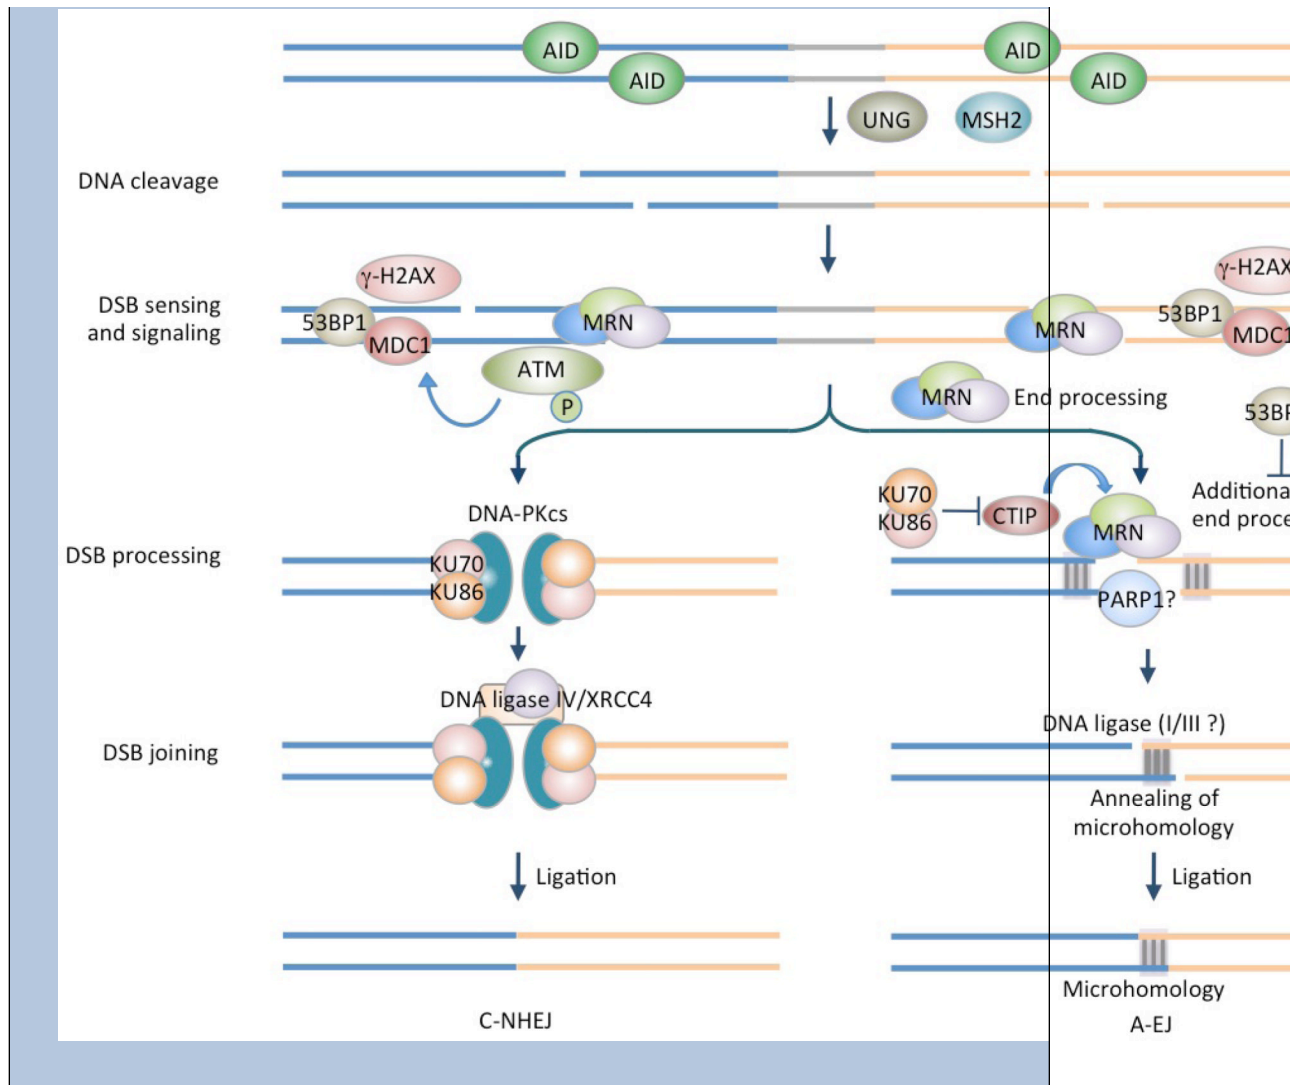 AID
AID
AID
AID
UNG
MSH2
DNA cleavage
γ-H2AX
γ-H2AX
DSB sensing
and signaling
53BP1
MDC1
MRN
MRN
53BP1
MDC1
ATM
P
MRN
End processing
KU70
KU86
CTIP
MRN
DNA-PKcs
DSB processing
KU70
KU86
PARP1?
DNA ligase IV/XRCC4
DNA ligase (I/III ?)
DSB joining
Annealing of
microhomology
Ligation
Ligation
Microhomology
C-NHEJ
A-EJ